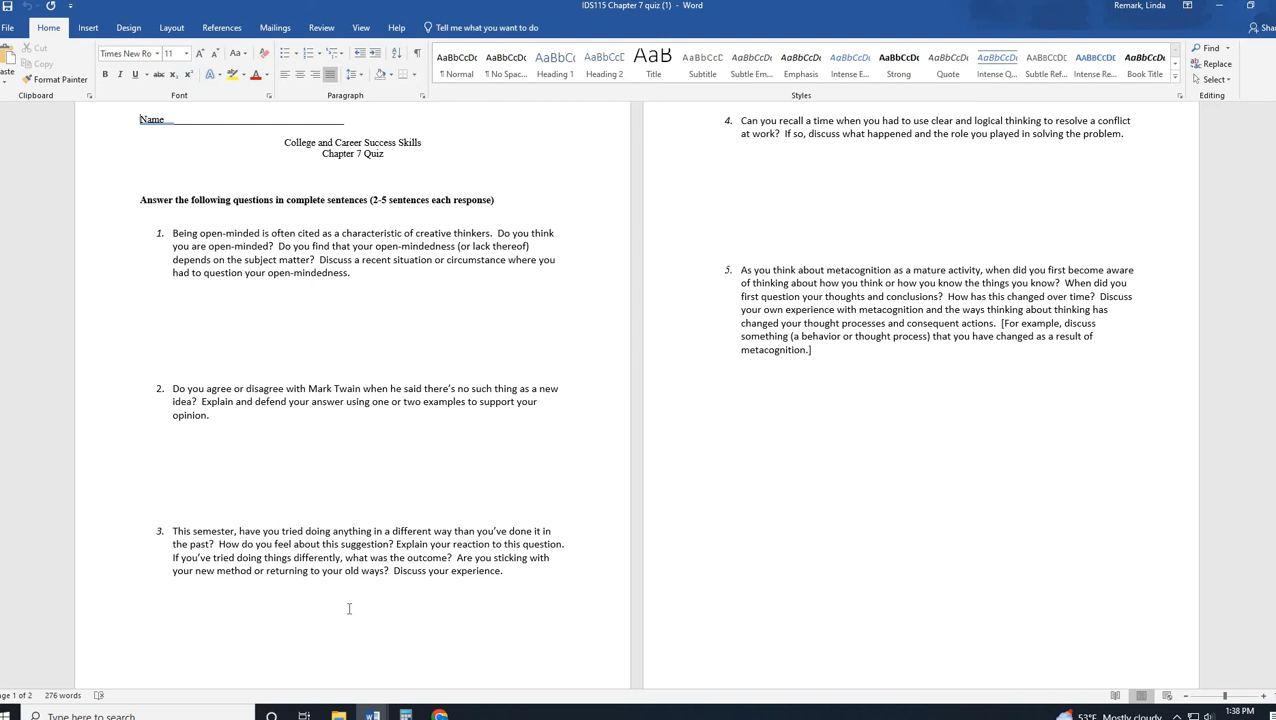 IDS115 Chapter 7 quiz (1) - Word
Remark, Linda
File Home Insert Design Layout References Mailings Review View Help Tell me what you want to do
Cut
Copy
Format Painter
Clipboard
Times New Ro 11
Font
Paragraph
AaBbCcDc ¶ Normal
AaBbCcDc ¶ No Spac...
AaBbC Heading 1
AaBbCcD Heading 2
AaB Title
AaBbCcD Subtitle
AaBbCcDc Subtle Em...
AaBbCcDc Emphasis
AaBbCcDc Intense E...
AaBbCcDc Strong
AaBbCcDc Quote
AaBbCcDc Intense Q...
AaBbCcDc Subtle Ref...
AaBbCcDc Intense Re...
AaBbCcDc Book Title
Styles
Find
Replace
Select
Editing
Name
College and Career Success Skills
Chapter 7 Quiz
Answer the following questions in complete sentences (2-5 sentences each response)
1. Being open-minded is often cited as a characteristic of creative thinkers. Do you think
you are open-minded? Do you find that your open-mindedness (or lack thereof)
depends on the subject matter? Discuss a recent situation or circumstance where you
had to question your open-mindedness.
2. Do you agree or disagree with Mark Twain when he said there's no such thing as a new
idea? Explain and defend your answer using one or two examples to support your
opinion.
3. This semester, have you tried doing anything in a different way than you've done it in
the past? How do you feel about this suggestion? Explain your reaction to this question.
If you've tried doing things differently, what was the outcome? Are you sticking with
your new method or returning to your old ways? Discuss your experience.
4. Can you recall a time when you had to use clear and logical thinking to resolve a conflict
at work? If so, discuss what happened and the role you played in solving the problem.
5. As you think about metacognition as a mature activity, when did you first become aware
of thinking about how you think or how you know the things you know? When did you
first question your thoughts and conclusions? How has this changed over time? Discuss
your own experience with metacognition and the ways thinking about thinking has
changed your thought processes and consequent actions. [For example, discuss
something (a behavior or thought process) that you have changed as a result of
metacognition.]
276 words
Type here to search
53°F Mostly cloudy
1:38 PM